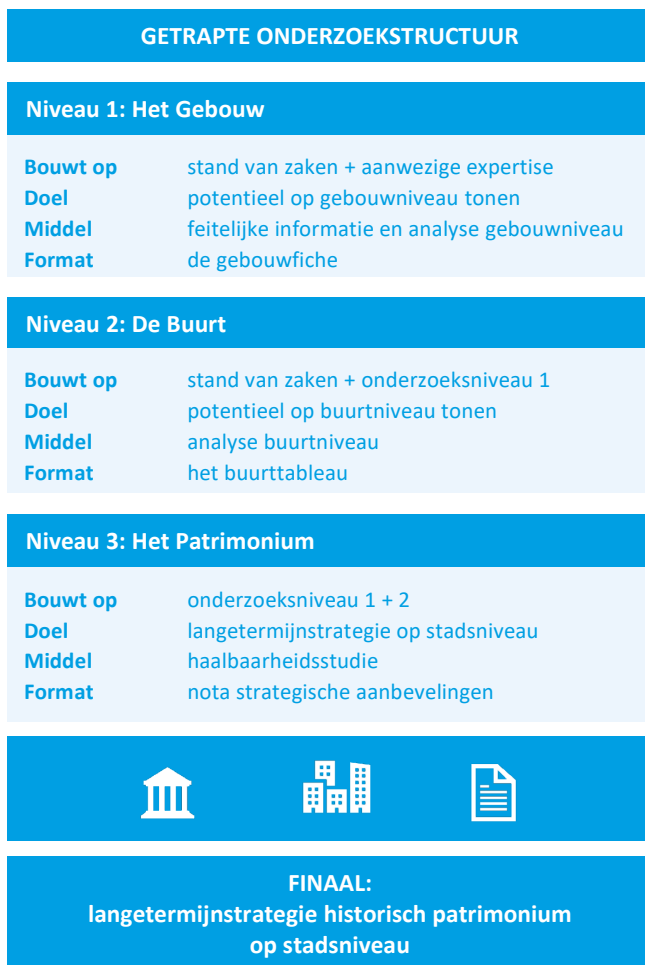 GETRAPTE ONDERZOEKSTRUCTUUR
Niveau 1: Het Gebouw
Bouwt op stand van zaken + aanwezige expertise
Doel potentieel op gebouwniveau tonen
Middel feitelijke informatie en analyse gebouwniveau
Format de gebouwfiche
Niveau 2: De Buurt
Bouwt op stand van zaken + onderzoeksniveau 1
Doel potentieel op buurtniveau tonen
Middel analyse buurtniveau
Format het buurttableau
Niveau 3: Het Patrimonium
Bouwt op onderzoeksniveau 1 + 2
Doel langetermijnstrategie op stadsniveau
Middel haalbaarheidsstudie
Format nota strategische aanbevelingen
FINAAL:
langetermijnstrategie historisch patrimonium
op stadsniveau